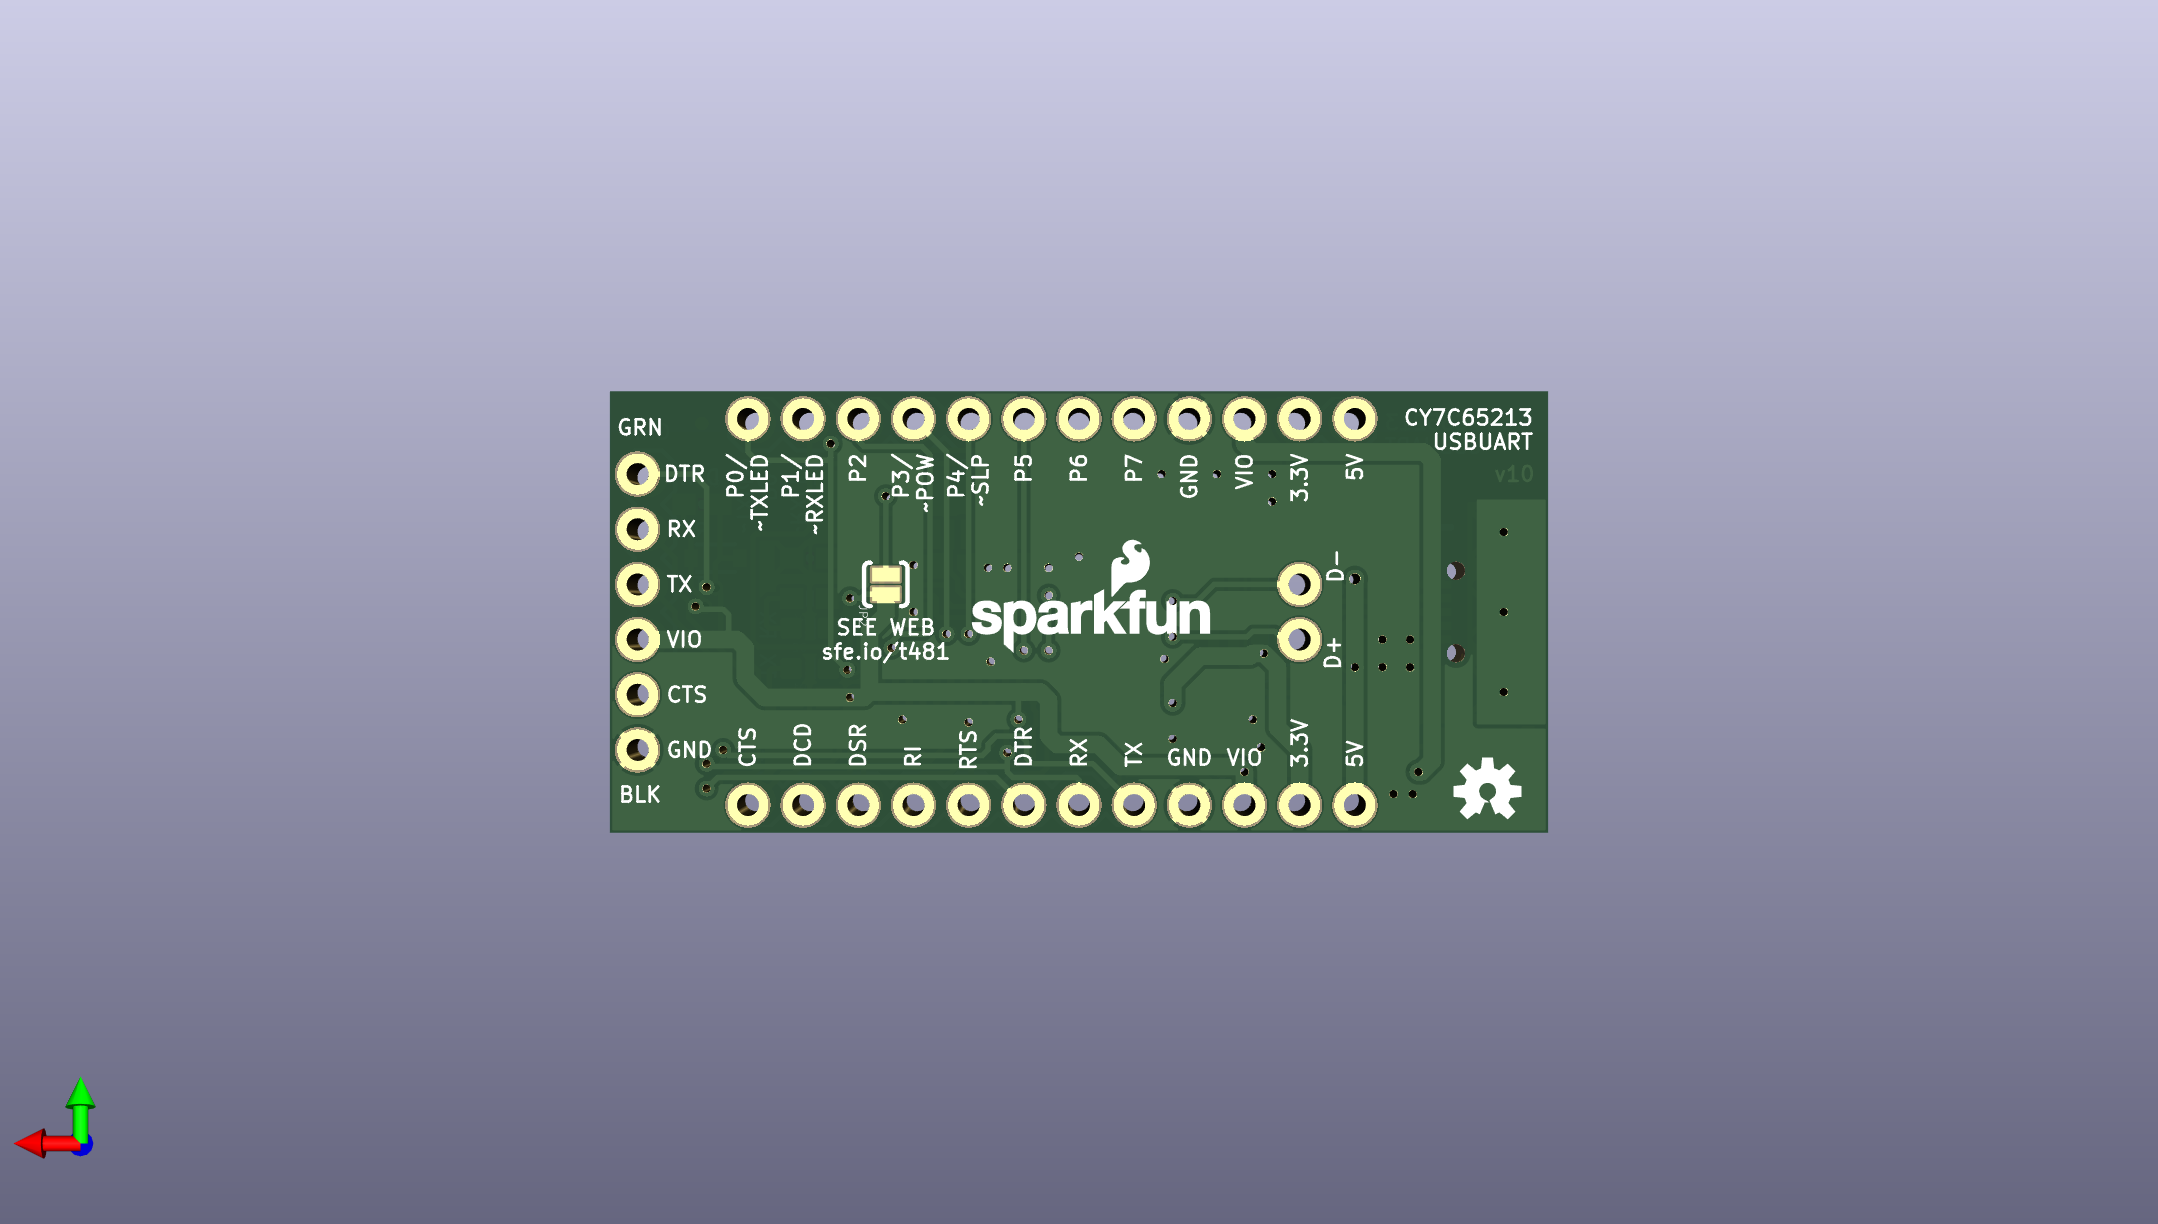 GRN
DTR
RX
TX
VIO
CTS
GND
BLK
P0/
~TXLED
P1/
~RXLED
P2
P3/
~POW
P4/
~SLP
P5
P6
P7
GND
VIO
3.3V
5V
CY7C65213
USBUART
v10
D-
D+
SEE WEB
sfe.io/t481
sparkfun
CTS
DCD
DSR
RI
RTS
DTR
RX
TX
GND
VIO
3.3V
5V